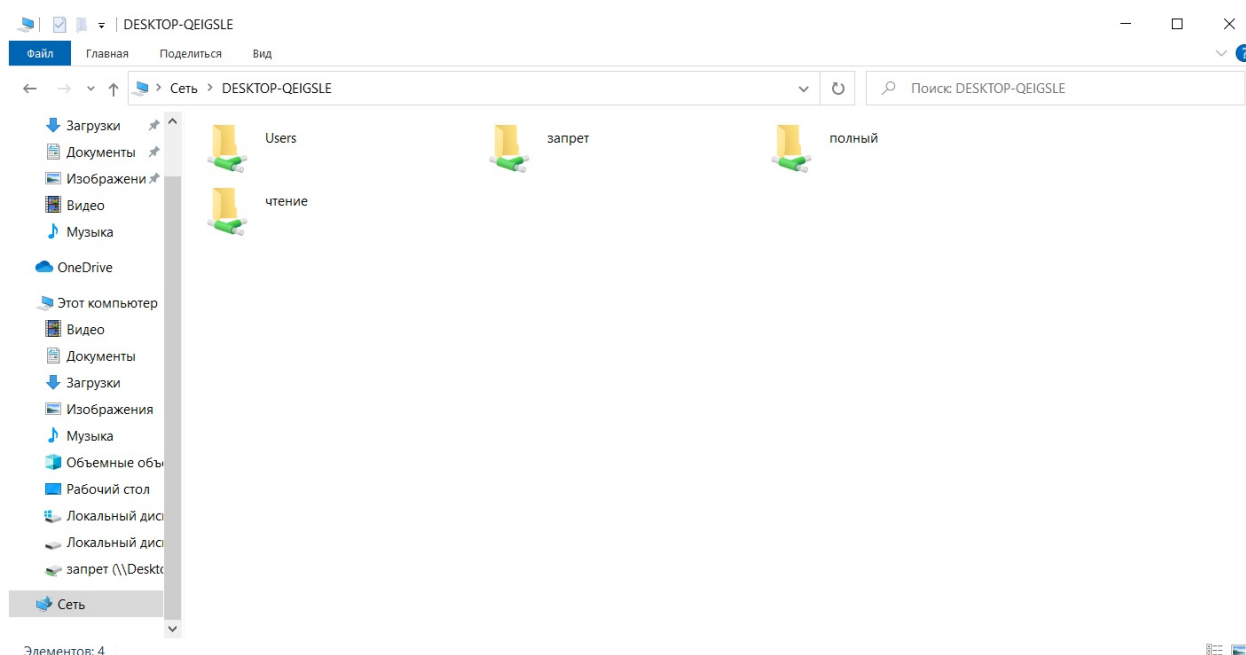 DESKTOP-QEIGSLE
Файл Главная Поделиться Вид
Сеть DESKTOP-QEIGSLE Поиск: DESKTOP-QEIGSLE
Загрузки
Документы
Изображени
Видео
Музыка
OneDrive
Этот компьютер
Видео
Документы
Загрузки
Изображения
Музыка
Объемные объ
Рабочий стол
Локальный дис
Локальный дис
запрет (\\Deskto
Сеть
Users запрет полный
чтение
Элементов: 4